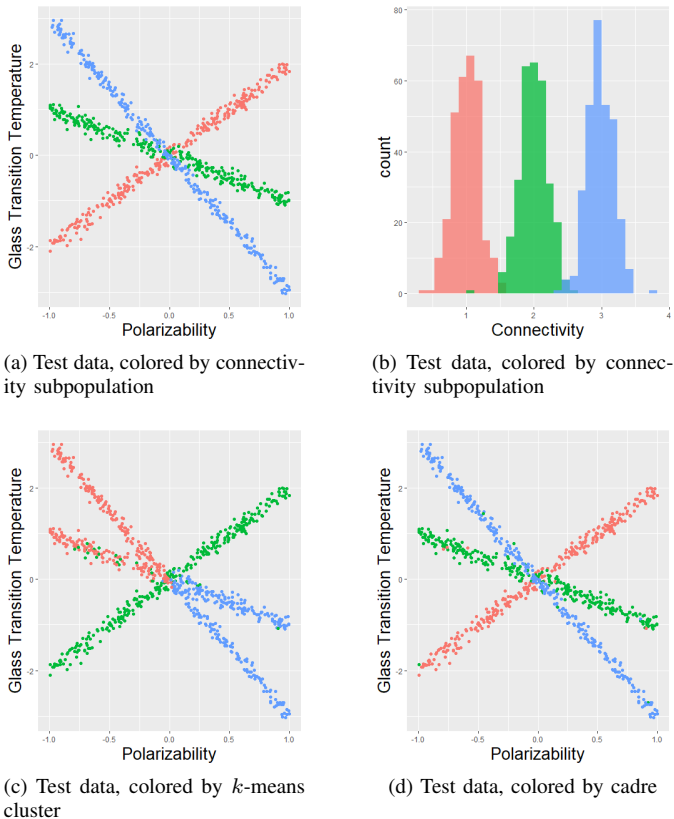 2
0
-2
Glass Transition Temperature
-1.0 -0.5 0.0 0.5 1.0
Polarizability
(a) Test data, colored by connectiv-
ity subpopulation
80
60
40
20
0
count
1 2 3 4
Connectivity
(b) Test data, colored by connec-
tivity subpopulation
2
0
-2
Glass Transition Temperature
-1.0 -0.5 0.0 0.5 1.0
Polarizability
(c) Test data, colored by k-means
cluster
2
0
-2
Glass Transition Temperature
-1.0 -0.5 0.0 0.5 1.0
Polarizability
(d) Test data, colored by cadre